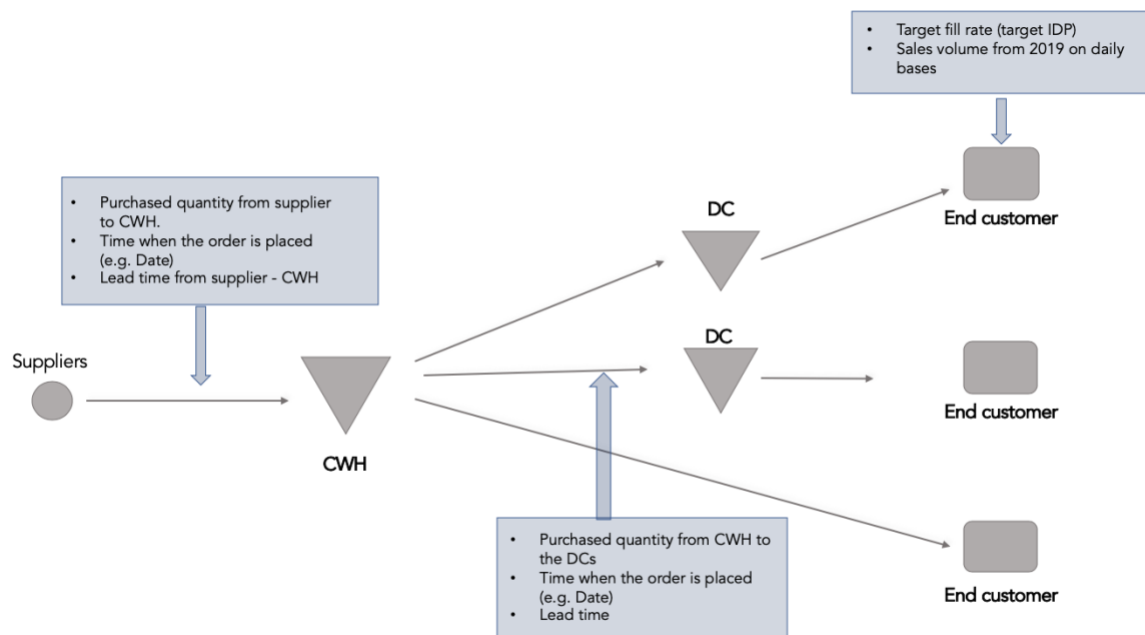 • Target fill rate (target IDP)
• Sales volume from 2019 on daily
bases
• Purchased quantity from supplier
to CWH.
• Time when the order is placed
(e.g. Date)
• Lead time from supplier - CWH
DC
End customer
Suppliers
DC
End customer
CWH
• Purchased quantity from CWH to
the DCs
• Time when the order is placed
(e.g. Date)
• Lead time
End customer